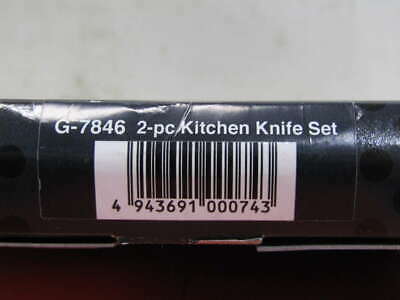 G-7846 2-pc Kitchen Knife Set
4 943691 000743